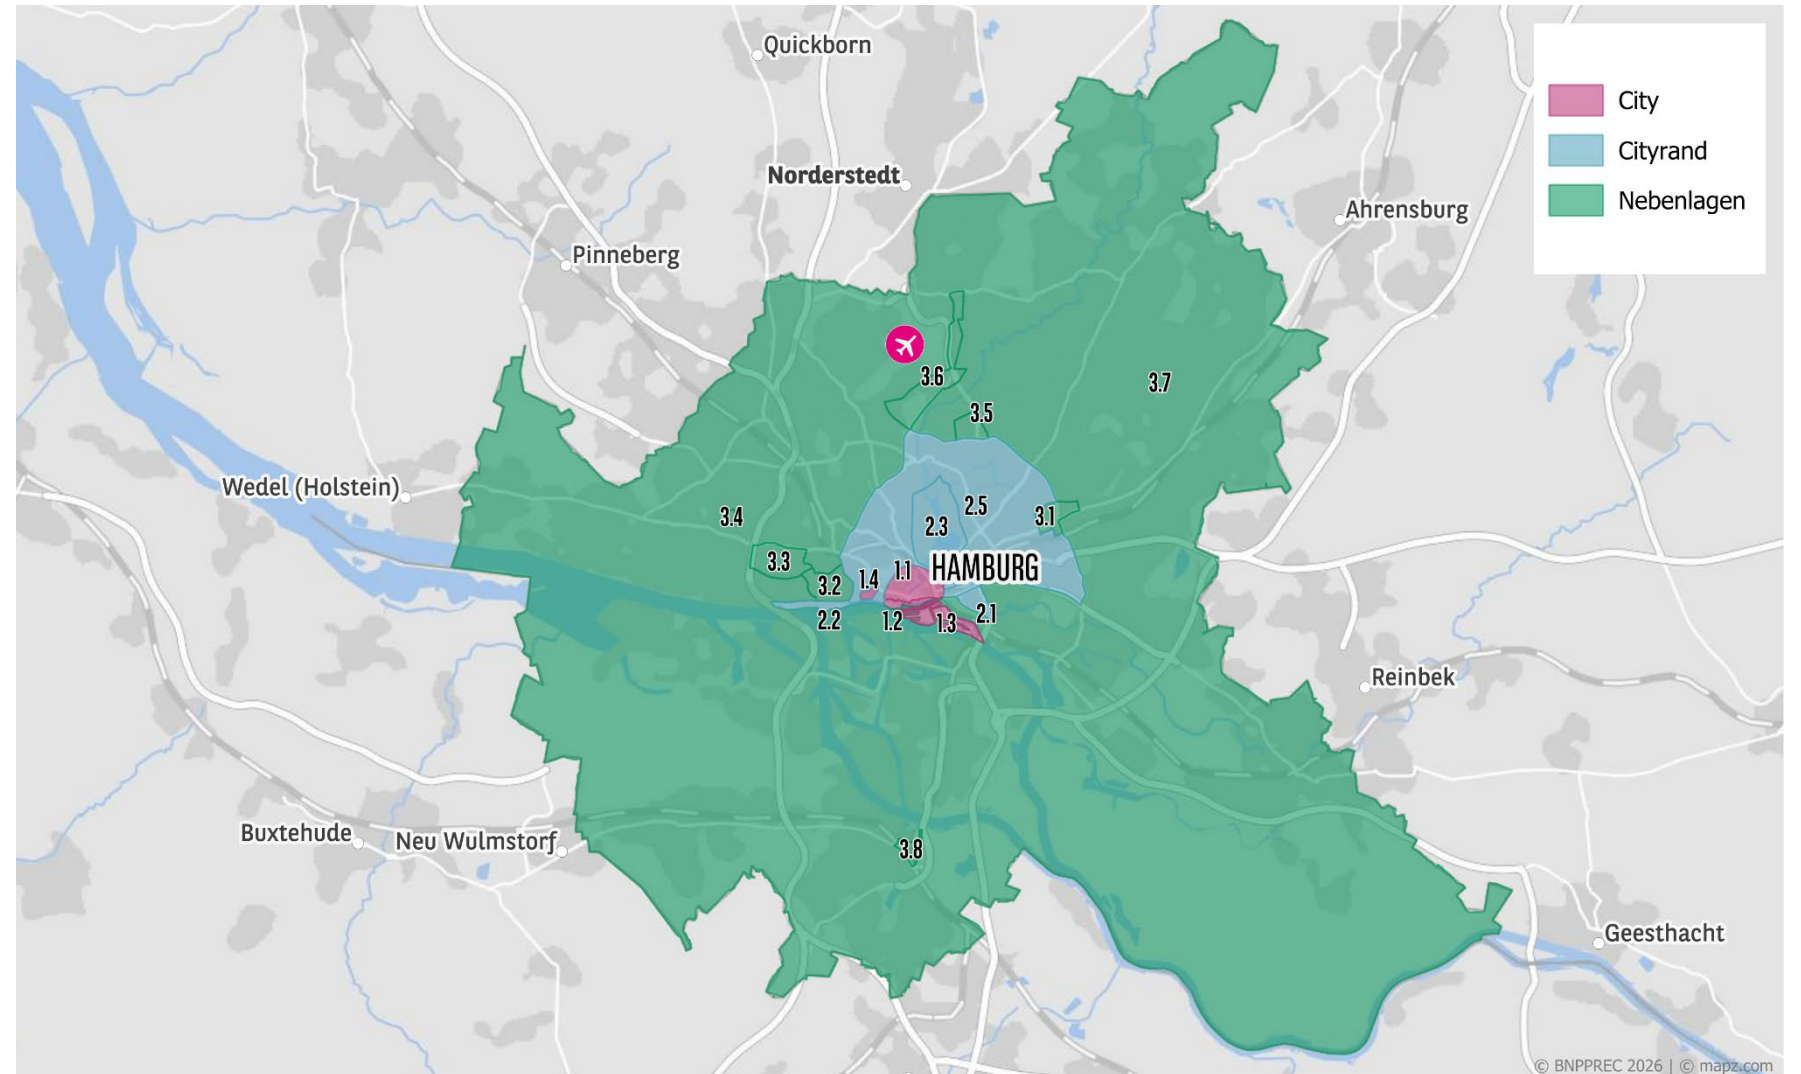 Quickborn
City
Cityrand
Norderstedt
Nebenlagen
Ahrensburg
Pinneberg
3.6
3.7
3.5
Wedel (Holstein)
2.5
3.4
2.3
3.1
3.3
1.1
HAMBURG
1.4
3.2
2.2
1.2
1.3
2.1
Reinbek
Buxtehude
Neu Wulmstorf
3.8
Geesthacht
© BNPPREC 2026 | © mapz.com